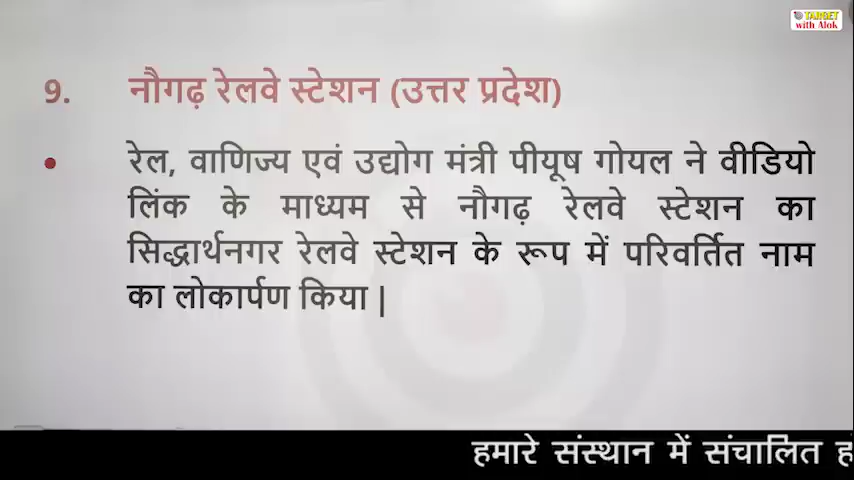 TARGET
with Alok
9. नौगढ़ रेलवे स्टेशन (उत्तर प्रदेश)
• रेल, वाणिज्य एवं उद्योग मंत्री पीयूष गोयल ने वीडियो
लिंक के माध्यम से नौगढ़ रेलवे स्टेशन का
सिद्धार्थनगर रेलवे स्टेशन के रूप में परिवर्तित नाम
का लोकार्पण किया |
हमारे संस्थान में संचालित ह